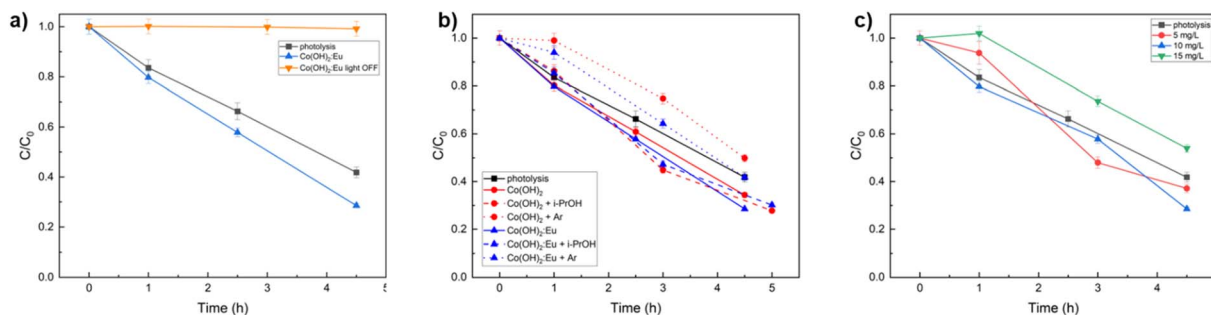 a)
C/C0
1.0
0.8
0.6
0.4
0.2
0.0
photolysis
Co(OH)2:Eu
Co(OH)2:Eu light OFF
0 1 2 3 4 5
Time (h)
b)
C/C0
1.0
0.8
0.6
0.4
0.2
0.0
photolysis
Co(OH)2
Co(OH)2 + i-PrOH
Co(OH)2 + Ar
Co(OH)2:Eu
Co(OH)2:Eu + i-PrOH
Co(OH)2:Eu + Ar
0 1 2 3 4 5
Time (h)
c)
C/C0
1.0
0.8
0.6
0.4
0.2
0.0
photolysis
5 mg/L
10 mg/L
15 mg/L
0 1 2 3 4
Time (h)